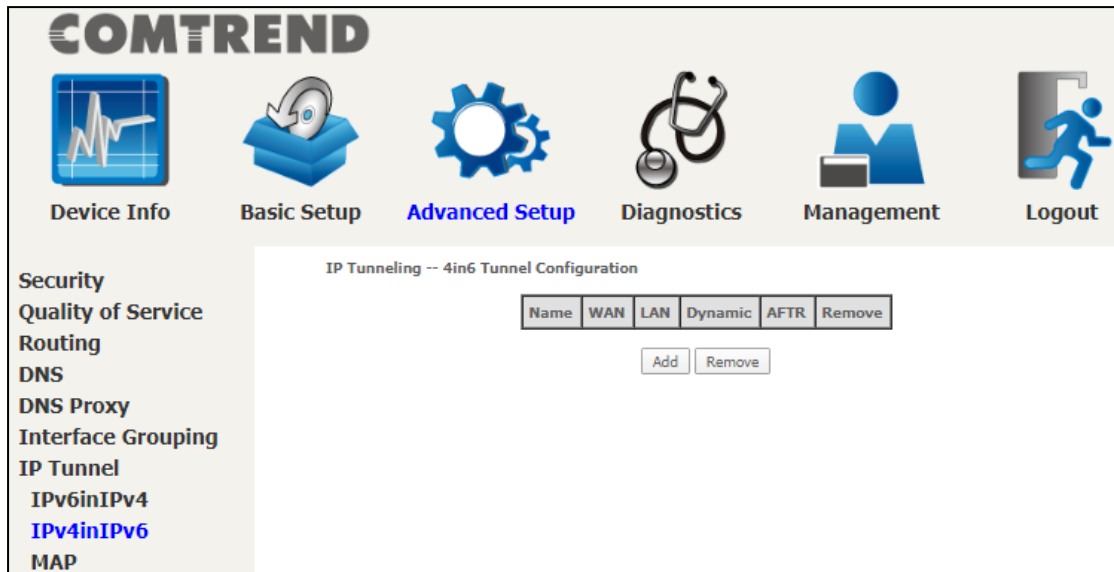 COMTREND
Device Info Basic Setup Advanced Setup Diagnostics Management Logout
Security
Quality of Service
Routing
DNS
DNS Proxy
Interface Grouping
IP Tunnel
IPv6inIPv4
IPv4inIPv6
MAP
IP Tunneling -- 4in6 Tunnel Configuration
Name WAN LAN Dynamic AFTR Remove
Add Remove